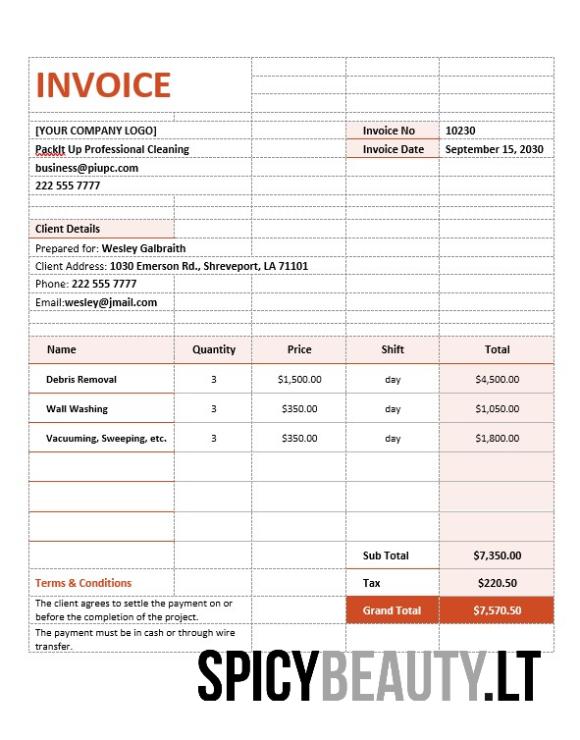 INVOICE
[YOUR COMPANY LOGO]
Invoice No 10230
PackIt Up Professional Cleaning
Invoice Date September 15, 2030
business@piupc.com
222 555 7777
Client Details
Prepared for: Wesley Galbraith
Client Address: 1030 Emerson Rd., Shreveport, LA 71101
Phone: 222 555 7777
Email:wesley@jmail.com
Name Quantity Price Shift Total
Debris Removal 3 $1,500.00 day $4,500.00
Wall Washing 3 $350.00 day $1,050.00
Vacuuming, Sweeping, etc. 3 $350.00 day $1,800.00
Sub Total $7,350.00
Terms & Conditions Tax $220.50
The client agrees to settle the payment on or
before the completion of the project.
Grand Total $7,570.50
The payment must be in cash or through wire
transfer.
SPICYBEAUTY.LT